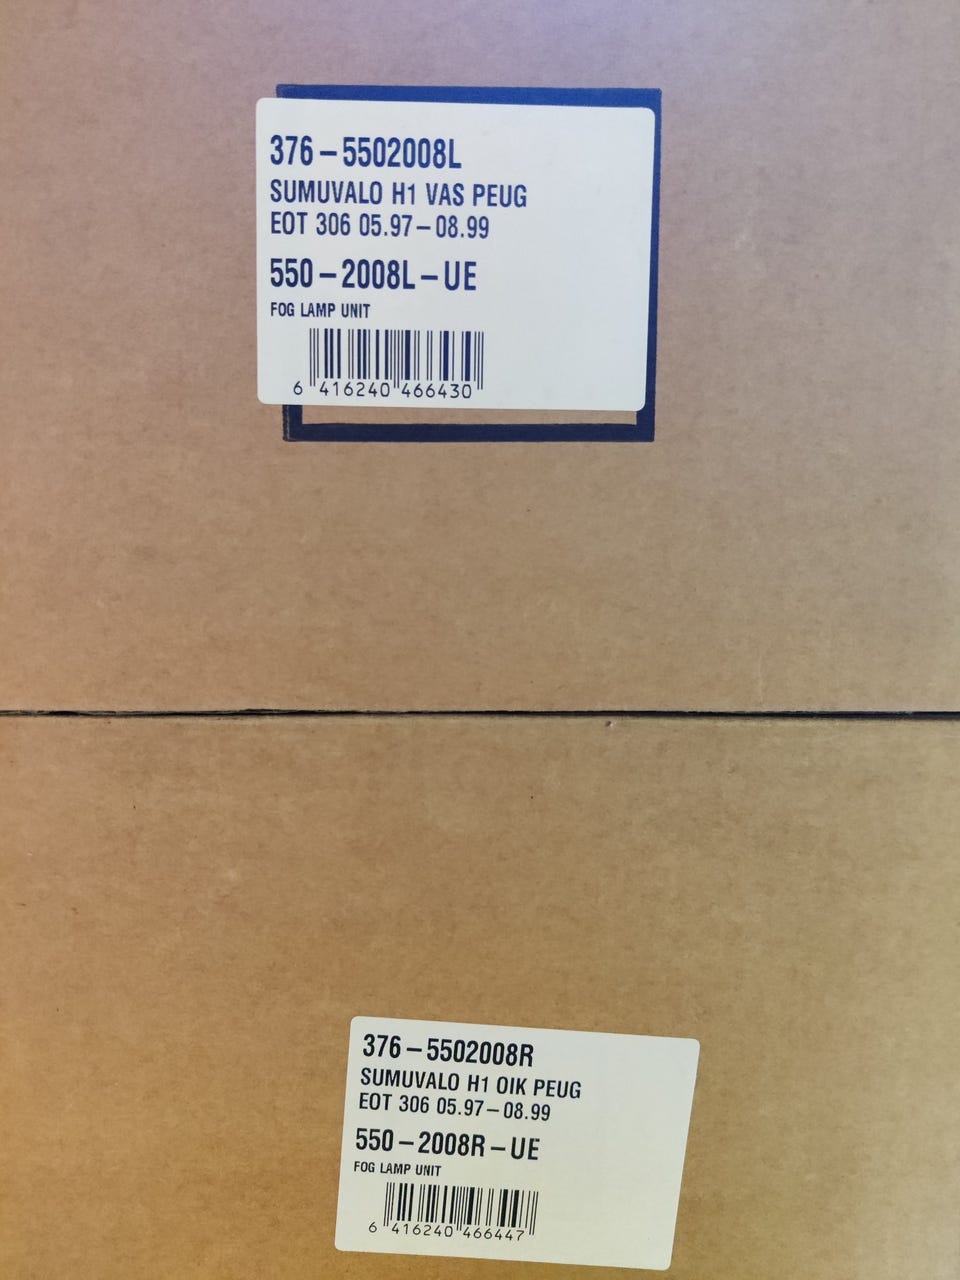 376-5502008L
SUMUVALO H1 VAS PEUG
EOT 306 05.97-08.99
550-2008L-UE
FOG LAMP UNIT
6 416240 466430
376-5502008R
SUMUVALO H1 OIK PEUG
EOT 306 05.97-08.99
550-2008R-UE
FOG LAMP UNIT
6 416240 466447